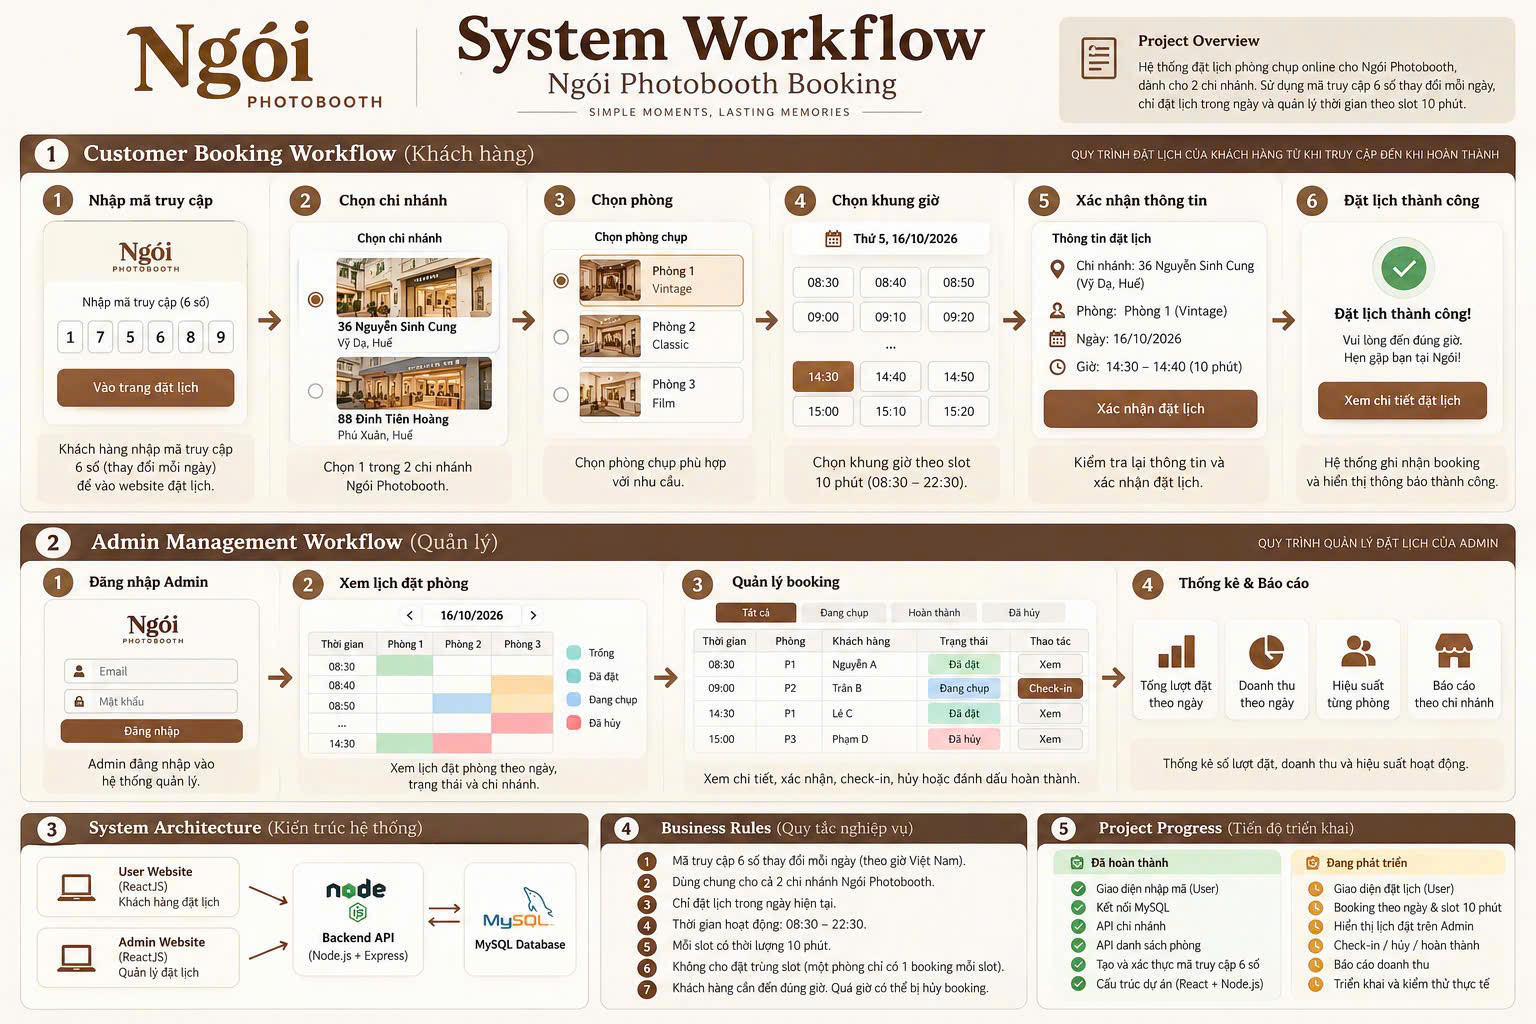 Ngói
PHOTOBOOTH
System Workflow
Ngói Photobooth Booking
SIMPLE MOMENTS, LASTING MEMORIES
Project Overview
Hệ thống đặt lịch phòng chụp online cho Ngói Photobooth,
dành cho 2 chi nhánh. Sử dụng mã truy cập 6 số thay đổi mỗi ngày,
chỉ đặt lịch trong ngày và quản lý thời gian theo slot 10 phút.
1 Customer Booking Workflow (Khách hàng)
QUY TRÌNH ĐẶT LỊCH CỦA KHÁCH HÀNG TỪ KHI TRUY CẬP ĐẾN KHI HOÀN THÀNH
1 Nhập mã truy cập
Ngói
PHOTOBOOTH
Nhập mã truy cập (6 số)
1 7 5 6 8 9
Vào trang đặt lịch
Khách hàng nhập mã truy cập
6 số (thay đổi mỗi ngày)
để vào website đặt lịch.
2 Chọn chi nhánh
Chọn chi nhánh
36 Nguyễn Sinh Cung
Vỹ Dạ, Huế
88 Đinh Tiên Hoàng
Phú Xuân, Huế
Chọn 1 trong 2 chi nhánh
Ngói Photobooth.
3 Chọn phòng
Chọn phòng chụp
Phòng 1
Vintage
Phòng 2
Classic
Phòng 3
Film
Chọn phòng chụp phù hợp
với nhu cầu.
4 Chọn khung giờ
Thứ 5, 16/10/2026
08:30 08:40 08:50
09:00 09:10 09:20
...
14:30 14:40 14:50
15:00 15:10 15:20
Chọn khung giờ theo slot
10 phút (08:30 – 22:30).
5 Xác nhận thông tin
Thông tin đặt lịch
Chi nhánh: 36 Nguyễn Sinh Cung
(Vỹ Dạ, Huế)
Phòng: Phòng 1 (Vintage)
Ngày: 16/10/2026
Giờ: 14:30 – 14:40 (10 phút)
Xác nhận đặt lịch
Kiểm tra lại thông tin và
xác nhận đặt lịch.
6 Đặt lịch thành công
Đặt lịch thành công!
Vui lòng đến đúng giờ.
Hẹn gặp bạn tại Ngói!
Xem chi tiết đặt lịch
Hệ thống ghi nhận booking
và hiển thị thông báo thành công.
2 Admin Management Workflow (Quản lý)
QUY TRÌNH QUẢN LÝ ĐẶT LỊCH CỦA ADMIN
1 Đăng nhập Admin
Ngói
PHOTOBOOTH
Email
Mật khẩu
Đăng nhập
Admin đăng nhập vào
hệ thống quản lý.
2 Xem lịch đặt phòng
< 16/10/2026 >
Thời gian Phòng 1 Phòng 2 Phòng 3
08:30
08:40
08:50
...
14:30
Trống
Đã đặt
Đang chụp
Đã hủy
Xem lịch đặt phòng theo ngày,
trạng thái và chi nhánh.
3 Quản lý booking
Tất cả Đang chụp Hoàn thành Đã hủy
Thời gian Phòng Khách hàng Trạng thái Thao tác
08:30 P1 Nguyễn A Đã đặt Xem
09:00 P2 Trần B Đang chụp Check-in
14:30 P1 Lê C Đã đặt Xem
15:00 P3 Phạm D Đã hủy Xem
Xem chi tiết, xác nhận, check-in, hủy hoặc đánh dấu hoàn thành.
4 Thống kê & Báo cáo
Tổng lượt đặt
theo ngày
Doanh thu
theo ngày
Hiệu suất
từng phòng
Báo cáo
theo chi nhánh
Thống kê số lượt đặt, doanh thu và hiệu suất hoạt động.
3 System Architecture (Kiến trúc hệ thống)
User Website
(ReactJS)
Khách hàng đặt lịch
Admin Website
(ReactJS)
Quản lý đặt lịch
node
JS
Backend API
(Node.js + Express)
MySQL
MySQL Database
4 Business Rules (Quy tắc nghiệp vụ)
1 Mã truy cập 6 số thay đổi mỗi ngày (theo giờ Việt Nam).
2 Dùng chung cho cả 2 chi nhánh Ngói Photobooth.
3 Chỉ đặt lịch trong ngày hiện tại.
4 Thời gian hoạt động: 08:30 – 22:30.
5 Mỗi slot có thời lượng 10 phút.
6 Không cho đặt trùng slot (một phòng chỉ có 1 booking mỗi slot).
7 Khách hàng cần đến đúng giờ. Quá giờ có thể bị hủy booking.
5 Project Progress (Tiến độ triển khai)
Đã hoàn thành
Giao diện nhập mã (User)
Kết nối MySQL
API chi nhánh
API danh sách phòng
Tạo và xác thực mã truy cập 6 số
Cấu trúc dự án (React + Node.js)
Đang phát triển
Giao diện đặt lịch (User)
Booking theo ngày & slot 10 phút
Hiển thị lịch đặt trên Admin
Check-in / hủy / hoàn thành
Báo cáo doanh thu
Triển khai và kiểm thử thực tế